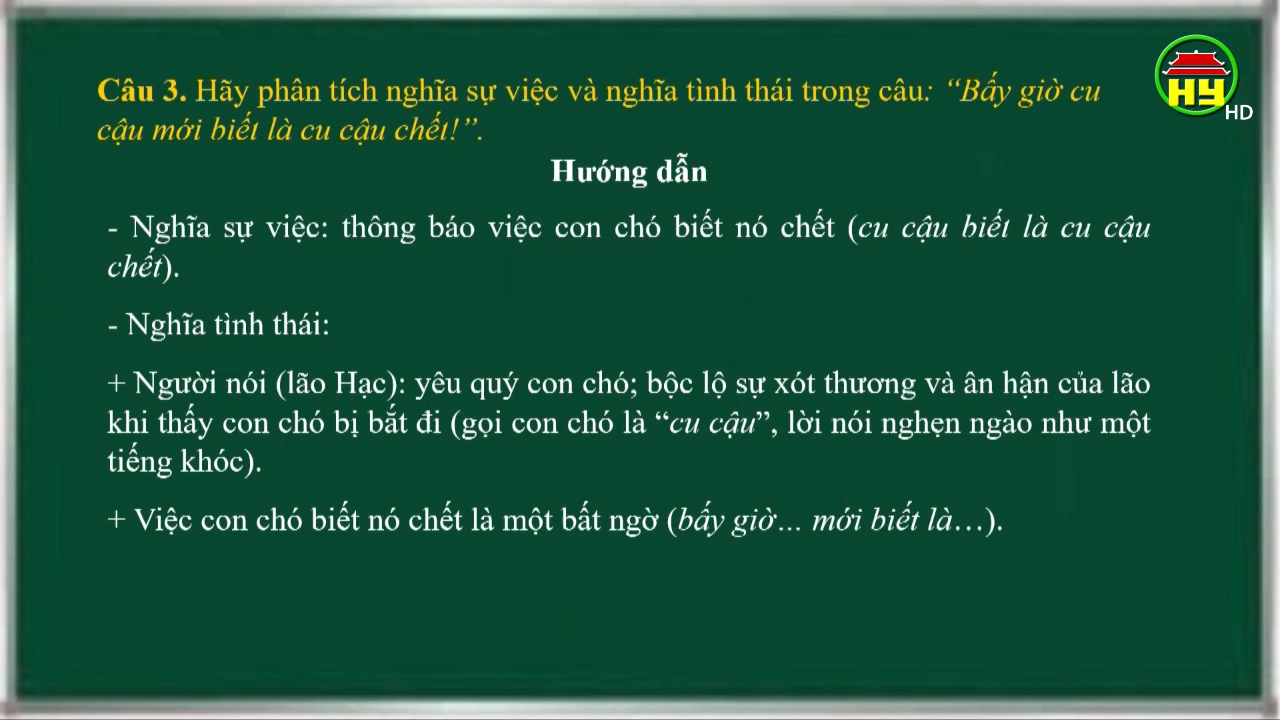 Câu 3. Hãy phân tích nghĩa sự việc và nghĩa tình thái trong câu: “Bấy giờ cu
cậu mới biết là cu cậu chết!”.
HY
HD
Hướng dẫn
- Nghĩa sự việc: thông báo việc con chó biết nó chết (cu cậu biết là cu cậu
chết).
- Nghĩa tình thái:
+ Người nói (lão Hạc): yêu quý con chó; bộc lộ sự xót thương và ân hận của lão
khi thấy con chó bị bắt đi (gọi con chó là “cu cậu”, lời nói nghẹn ngào như một
tiếng khóc).
+ Việc con chó biết nó chết là một bất ngờ (bấy giờ... mới biết là…).